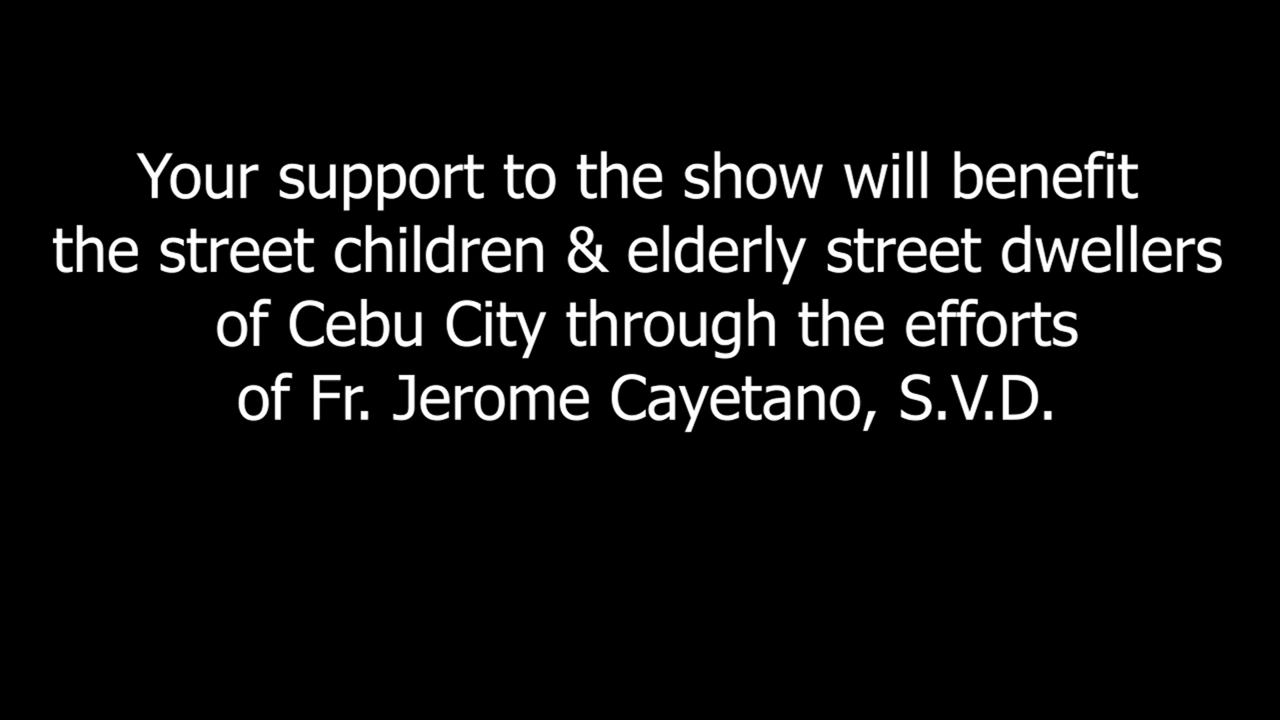 Your support to the show will benefit
the street children & elderly street dwellers
of Cebu City through the efforts
of Fr. Jerome Cayetano, S.V.D.